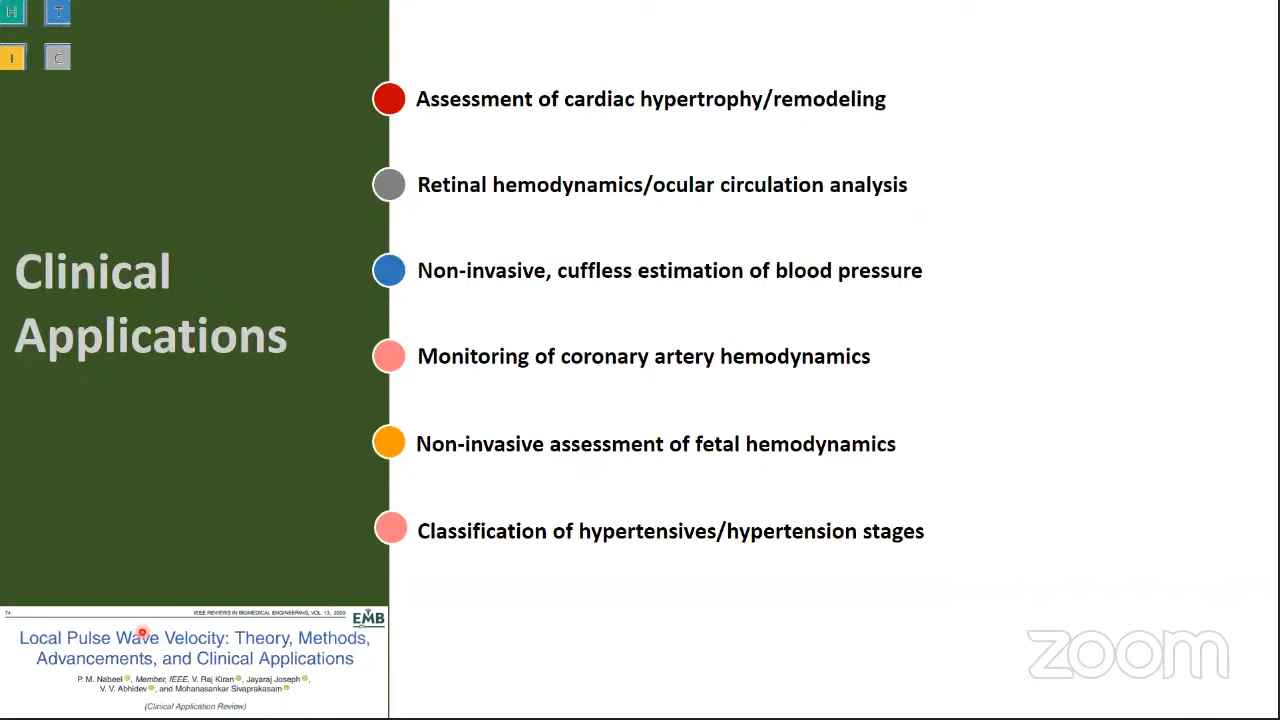 H T
I C
Clinical
Applications
Assessment of cardiac hypertrophy/remodeling
Retinal hemodynamics/ocular circulation analysis
Non-invasive, cuffless estimation of blood pressure
Monitoring of coronary artery hemodynamics
Non-invasive assessment of fetal hemodynamics
Classification of hypertensives/hypertension stages
74 IEEE REVIEWS IN BIOMEDICAL ENGINEERING, VOL. 13, 2020
EMB
Local Pulse Wave Velocity: Theory, Methods,
Advancements, and Clinical Applications
P. M. Nabeel, Member, IEEE, V. Raj Kiran, Jayaraj Joseph,
V. V. Abhidev, and Mohanasankar Sivaprakasam
(Clinical Application Review)
zoom